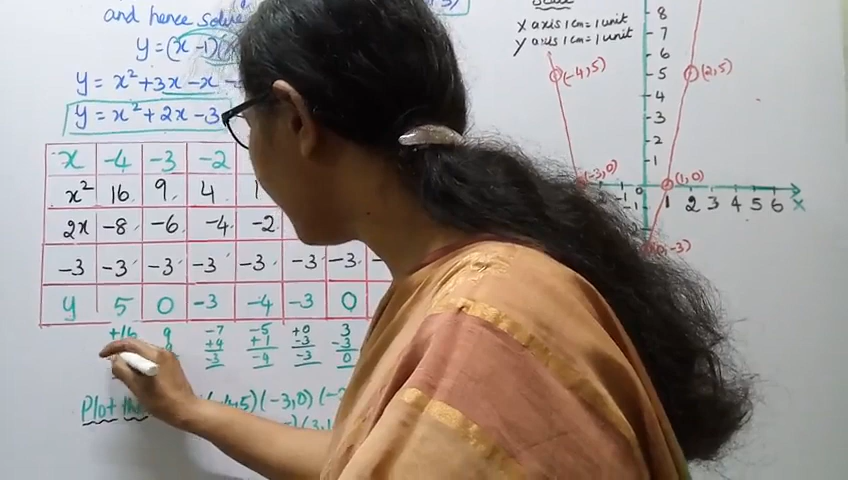 and hence solve
y = (x-1)(x
y = x² + 3x - x -
y = x² + 2x - 3
x -4 -3 -2
x² 16 9 4 1
2x -8 -6 -4 -2
-3 -3 -3 -3 -3 -3 -3
y 5 0 -3 -4 -3 0
+16 9 -7 -5 +0 3
+4 +1 -3 -3
-3 -4 -3 0
Plot th
5) (-3,0) (-2
X axis 1 cm = 1 unit
Y axis 1 cm = 1 unit
8
7
6
5
4
3
2
1
(-4,5)
(2,5)
(-3,0)
(1,0)
0 1 2 3 4 5 6 X
-1
(0,-3)